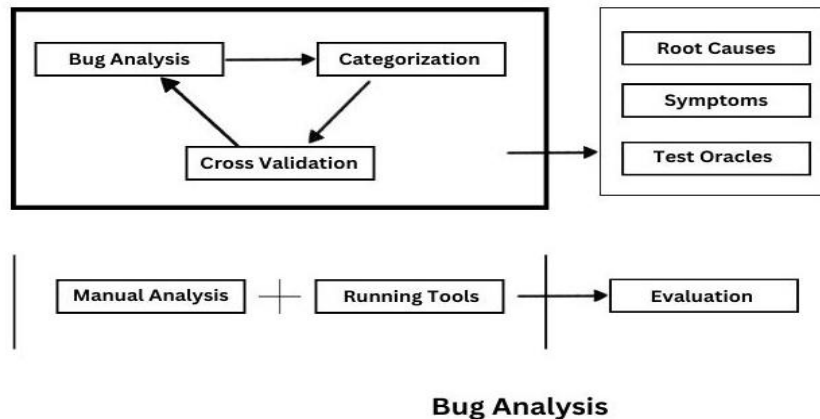 Bug Analysis
Categorization
Cross Validation
Root Causes
Symptoms
Test Oracles
Manual Analysis
Running Tools
Evaluation
Bug Analysis